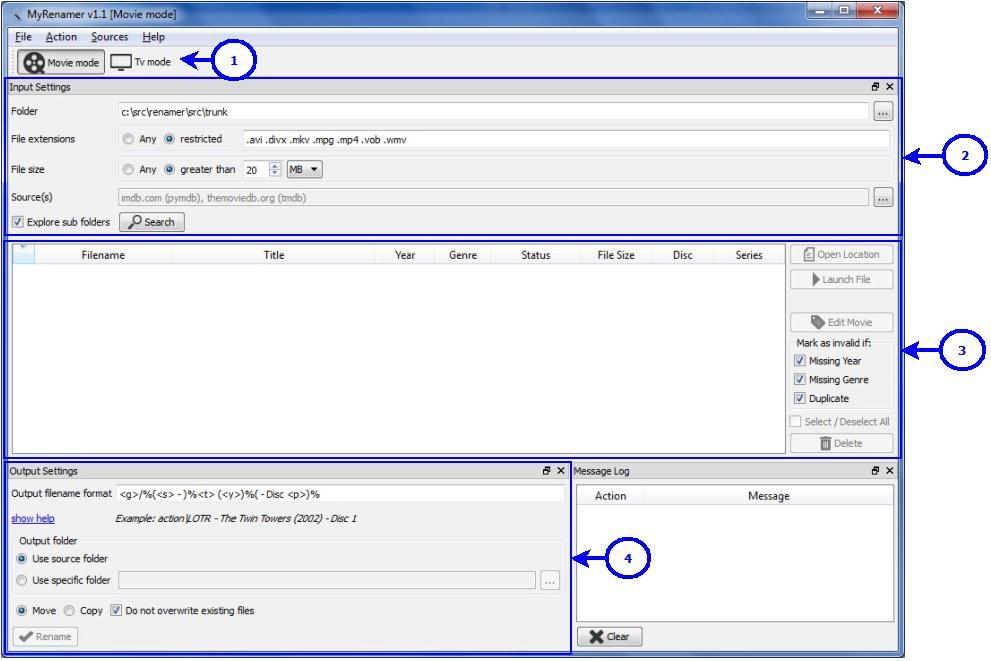 MyRenamer v1.1 [Movie mode]
File Action Sources Help
Movie mode Tv mode
1
Input Settings
Folder c:\src\renamer\src\trunk ...
File extensions Any restricted .avi .divx .mkv .mpg .mp4 .vob .wmv
2
File size Any greater than 20 MB
Source(s) imdb.com (pymdb), themoviedb.org (tmdb) ...
Explore sub folders Search
Filename Title Year Genre Status File Size Disc Series
Open Location
Launch File
Edit Movie
Mark as invalid if:
3
Missing Year
Missing Genre
Duplicate
Select / Deselect All
Delete
Output Settings
Output filename format <g>/%(<s> - )%<t> (<y>)%( - Disc <p>)%
show help Example: action\LOTR - The Twin Towers (2002) - Disc 1
Output folder
Use source folder
Use specific folder ...
Move Copy Do not overwrite existing files
Rename
4
Message Log
Action Message
Clear